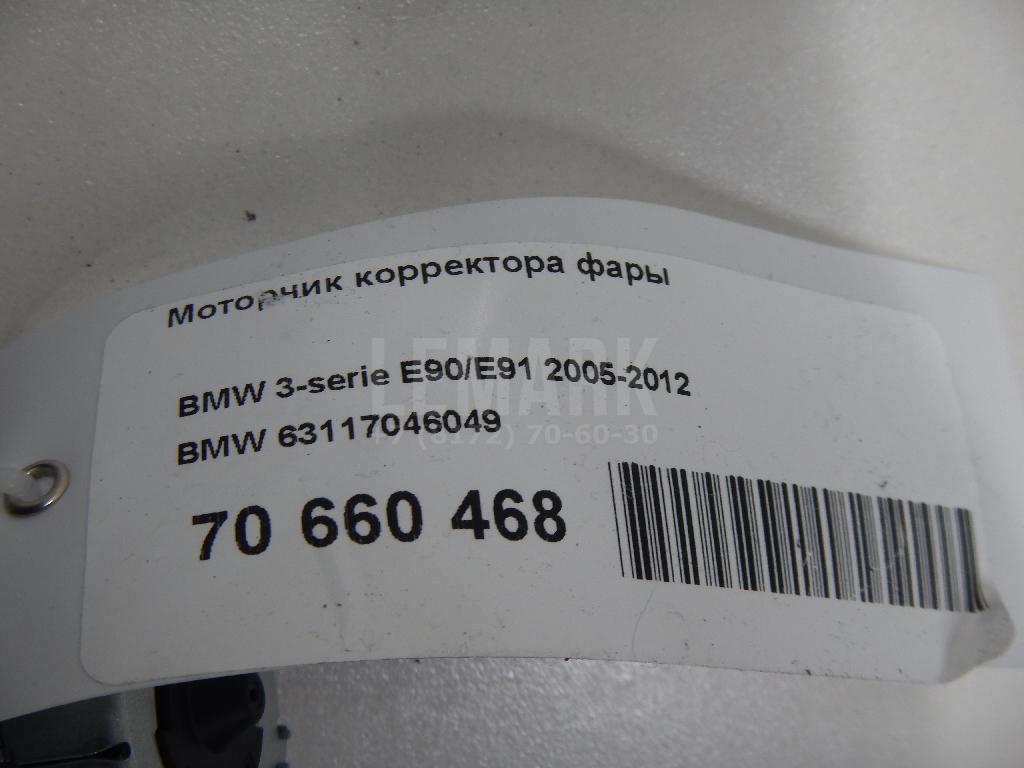 Моторчик корректора фары
BMW 3-serie E90/E91 2005-2012
BMW 63117046049
70 660 468
LEMARK
+7 (8172) 70-60-30